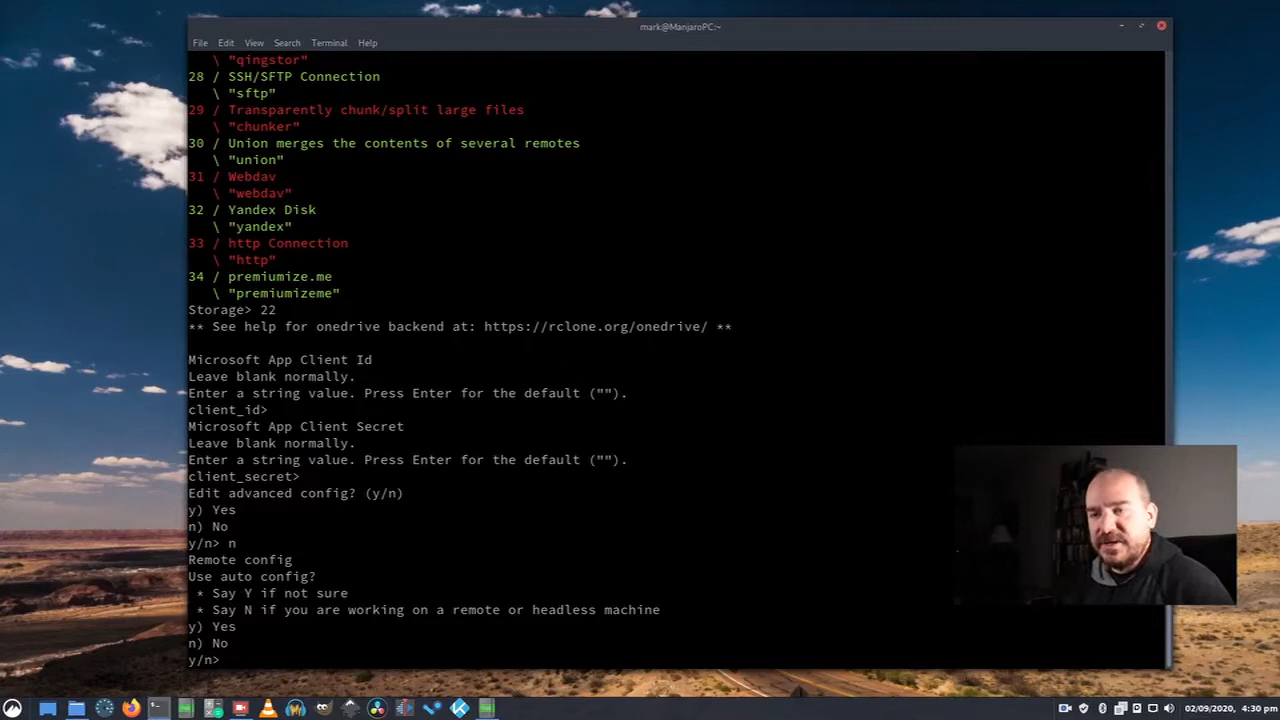 mark@ManjaroPC:~
File Edit View Search Terminal Help
\ "qingstor"
28 / SSH/SFTP Connection
\ "sftp"
29 / Transparently chunk/split large files
\ "chunker"
30 / Union merges the contents of several remotes
\ "union"
31 / Webdav
\ "webdav"
32 / Yandex Disk
\ "yandex"
33 / http Connection
\ "http"
34 / premiumize.me
\ "premiumizeme"
Storage> 22
** See help for onedrive backend at: https://rclone.org/onedrive/ **
Microsoft App Client Id
Leave blank normally.
Enter a string value. Press Enter for the default ("").
client_id>
Microsoft App Client Secret
Leave blank normally.
Enter a string value. Press Enter for the default ("").
client_secret>
Edit advanced config? (y/n)
y) Yes
n) No
y/n> n
Remote config
Use auto config?
* Say Y if not sure
* Say N if you are working on a remote or headless machine
y) Yes
n) No
y/n>
02/09/2020, 4:30 pm